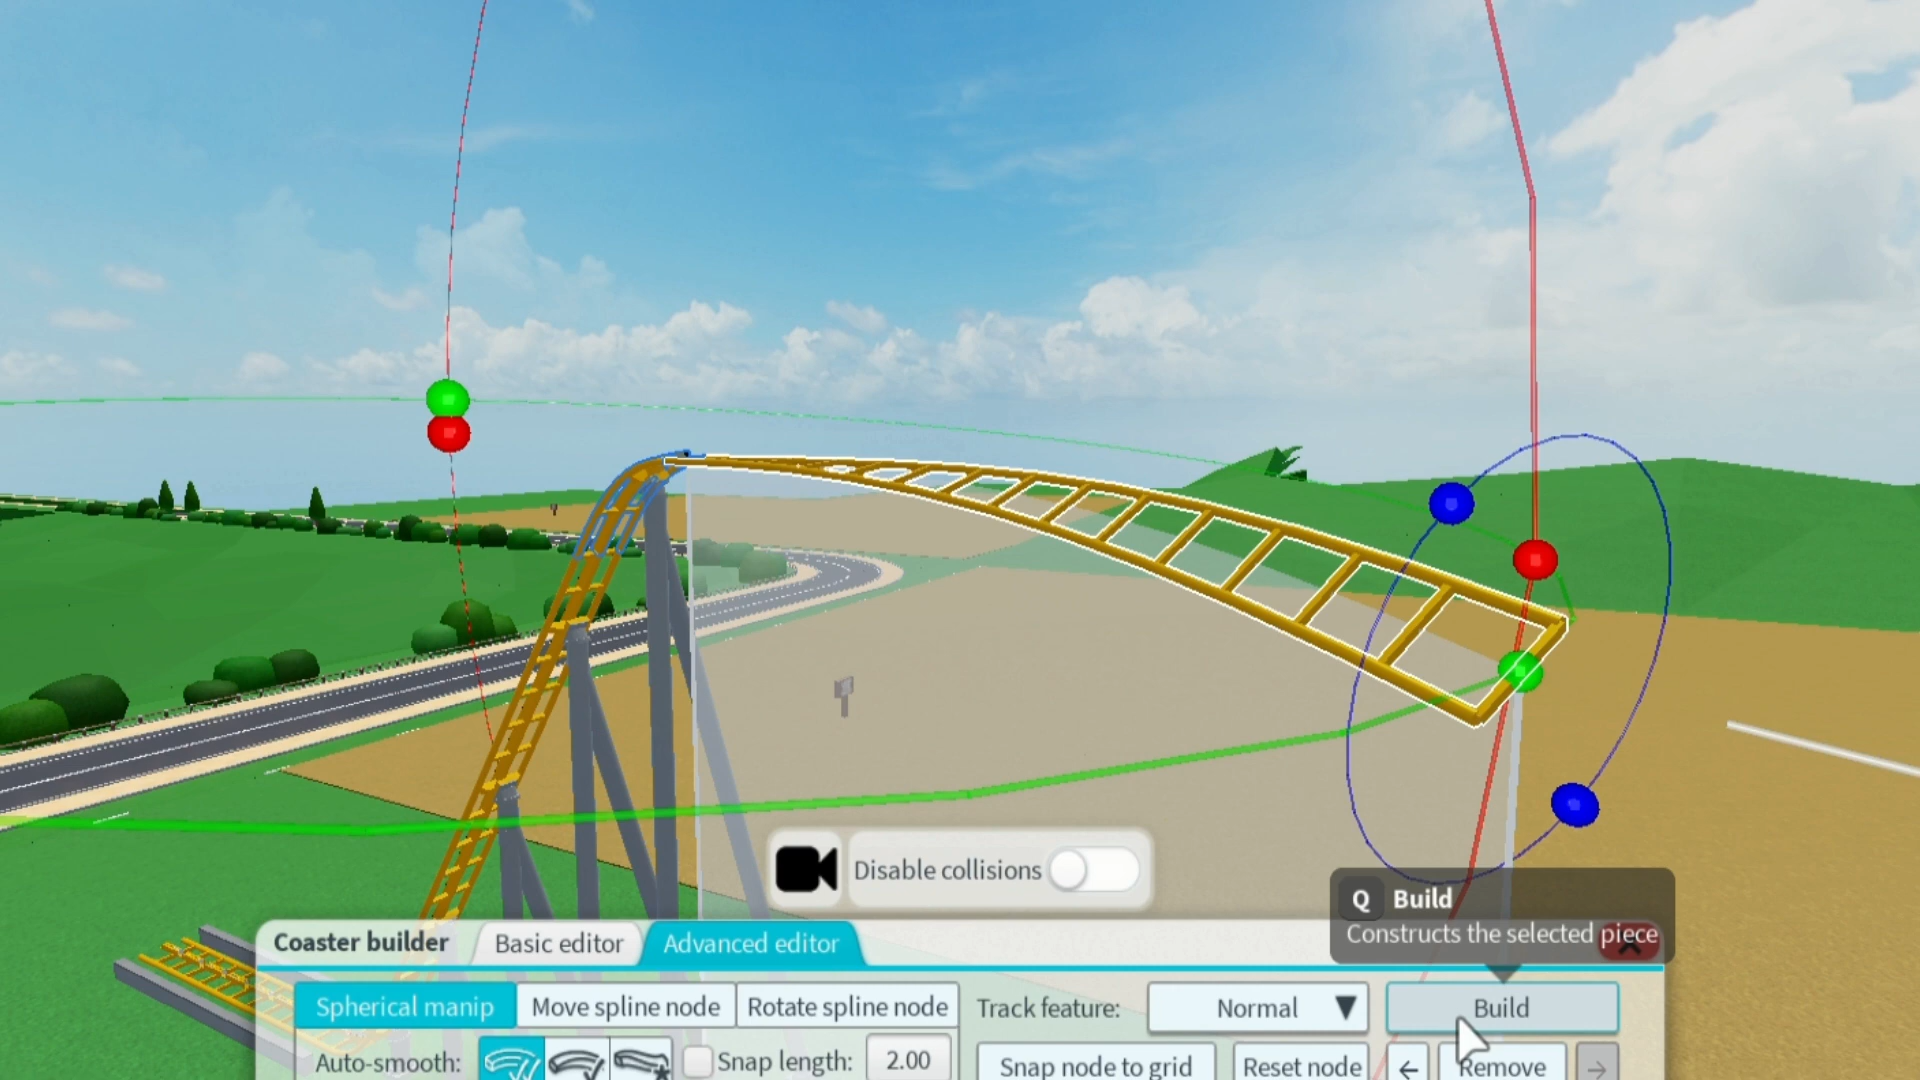 Disable collisions
Q Build
Constructs the selected piece
Coaster builder
Basic editor
Advanced editor
Spherical manip
Move spline node
Rotate spline node
Track feature:
Normal
Build
Auto-smooth:
Snap length:
2.00
Snap node to grid
Reset node
Remove